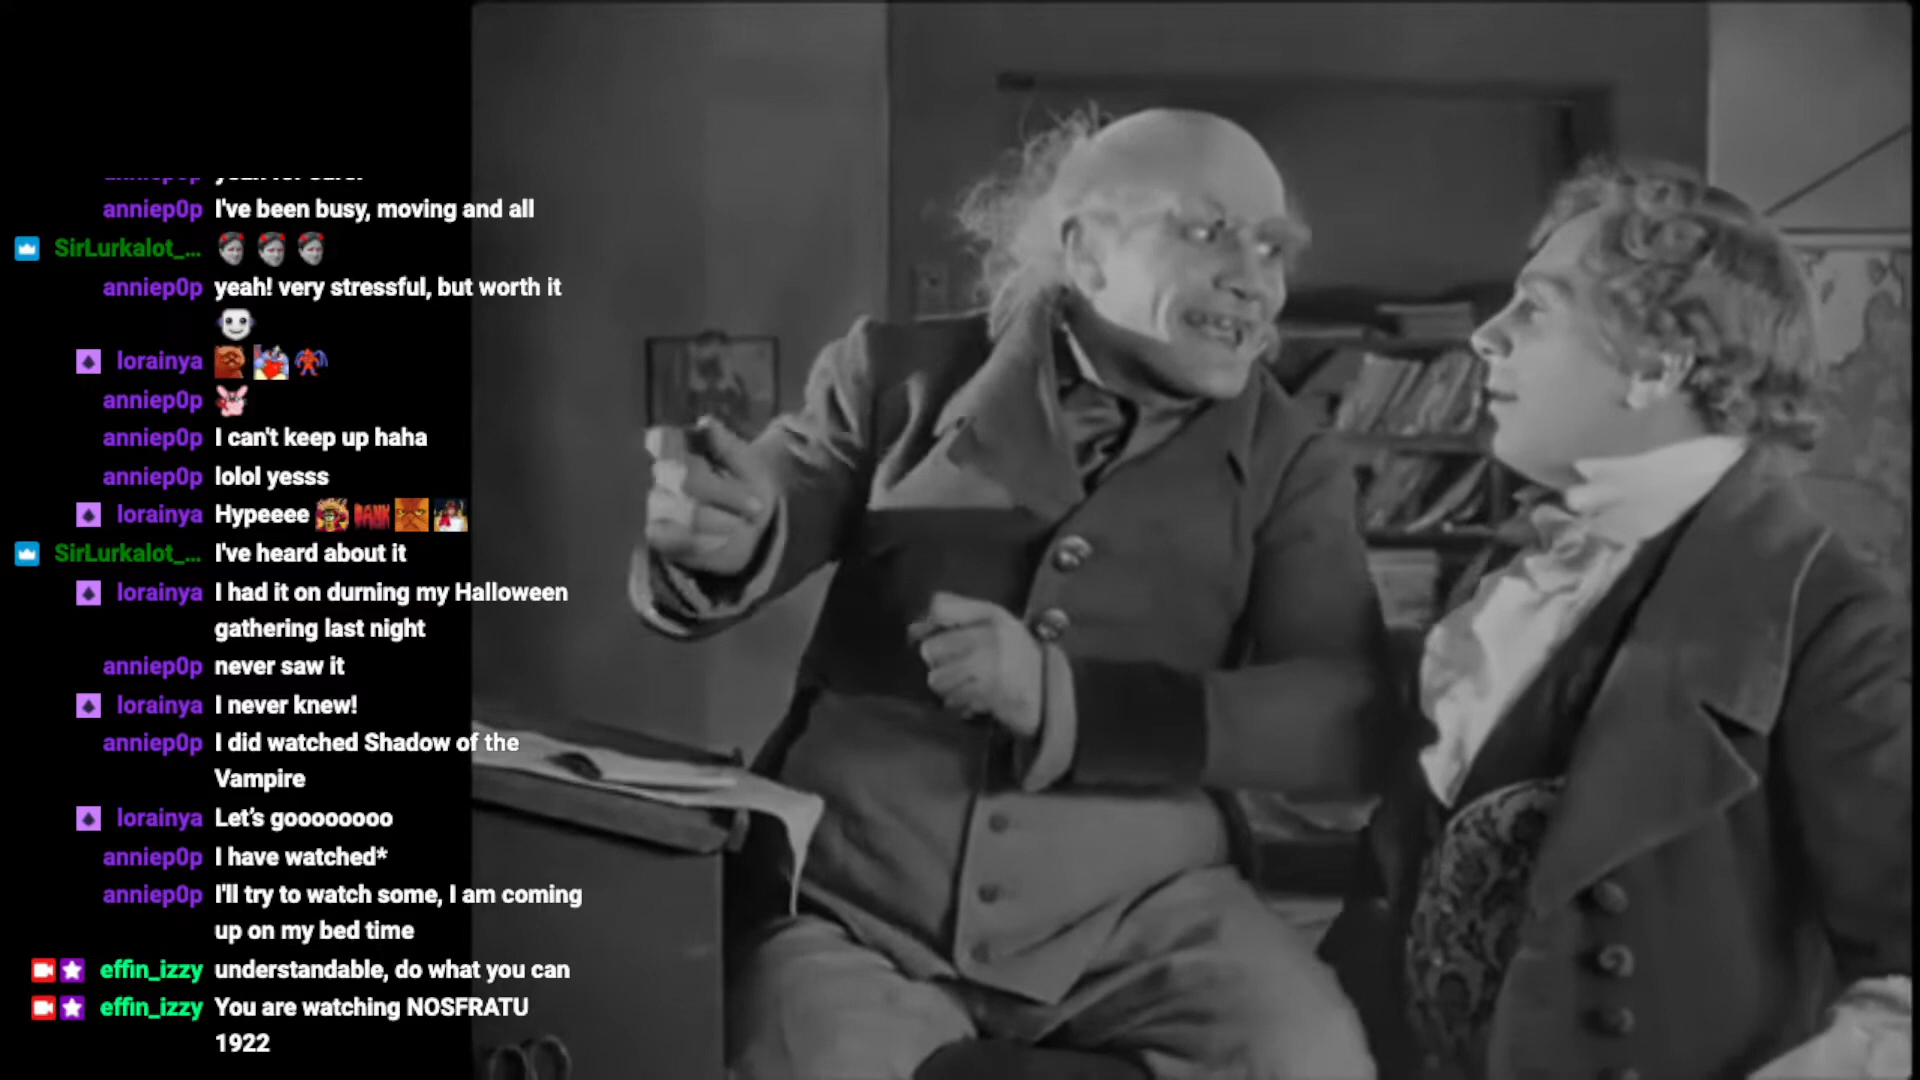 anniep0p I've been busy, moving and all
SirLurkalot_...
anniep0p yeah! very stressful, but worth it
lorainya
anniep0p
anniep0p I can't keep up haha
anniep0p lolol yesss
lorainya Hypeeee
SirLurkalot_... I've heard about it
lorainya I had it on durning my Halloween
gathering last night
anniep0p never saw it
lorainya I never knew!
anniep0p I did watched Shadow of the
Vampire
lorainya Let's goooooooo
anniep0p I have watched*
anniep0p I'll try to watch some, I am coming
up on my bed time
effin_izzy understandable, do what you can
effin_izzy You are watching NOSFRATU
1922